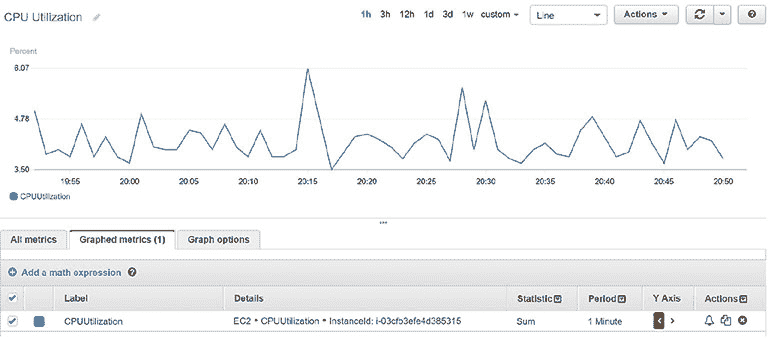 CPU Utilization
1h 3h 12h 1d 3d 1w custom Line Actions
Percent
6.07
4.78
3.50
19:55 20:00 20:05 20:10 20:15 20:20 20:25 20:30 20:35 20:40 20:45 20:50
CPUUtilization
All metrics Graphed metrics (1) Graph options
Add a math expression
Label Details Statistic Period Y Axis Actions
CPUUtilization EC2 • CPUUtilization • InstanceId: i-03cfb3efe4d385315 Sum 1 Minute